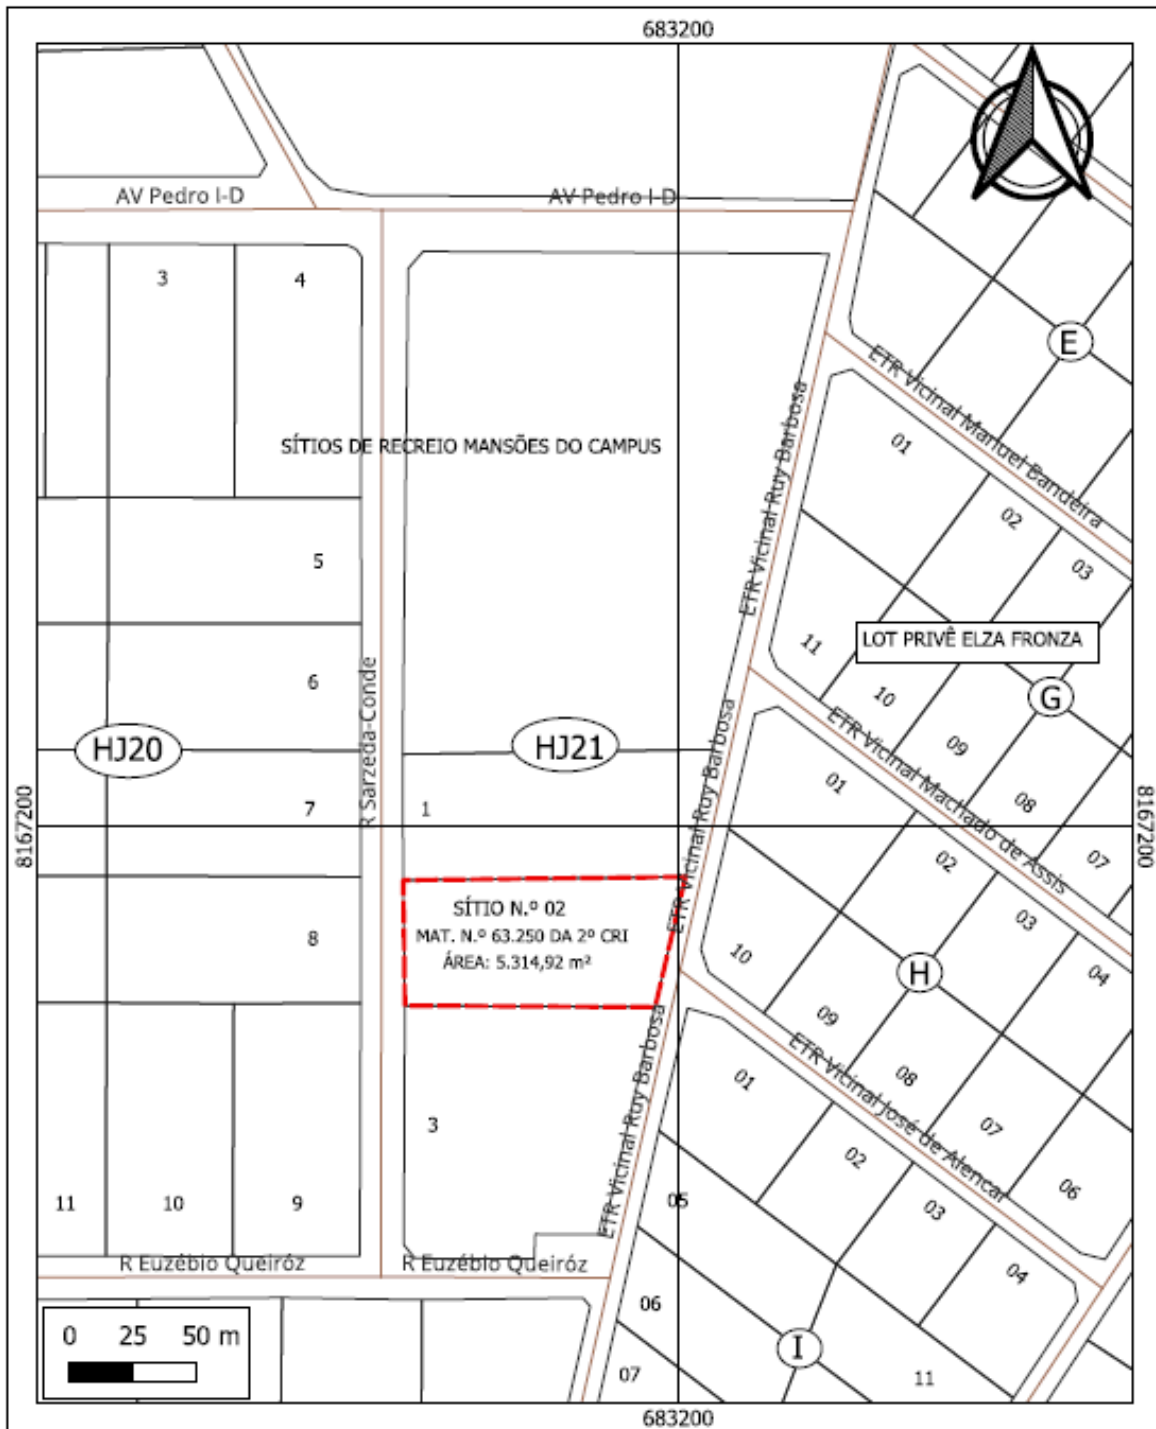 683200
AV Pedro I-D
AV Pedro I-D
3
4
E
ETR Vicinal Manuel Bandeira
SÍTIOS DE RECREIO MANSÕES DO CAMPUS
ETR Vicinal Ruy Barbosa
01
02
03
5
11
LOT PRIVÊ ELZA FRONZA
6
R Sarzeda-Conde
10
G
HJ20
HJ21
ETR Vicinal Ruy Barbosa
ETR Vicinal Machado de Assis
09
7
1
01
08
8167200
8167200
02
07
SÍTIO N.º 02
MAT. N.º 63.250 DA 2º CRI
ÁREA: 5.314,92 m²
8
03
10
H
04
09
ETR Vicinal José de Alencar
ETR Vicinal Ruy Barbosa
01
08
3
07
02
06
11
10
9
05
03
R Euzébio Queiróz
R Euzébio Queiróz
04
06
0 25 50 m
I
07
11
683200